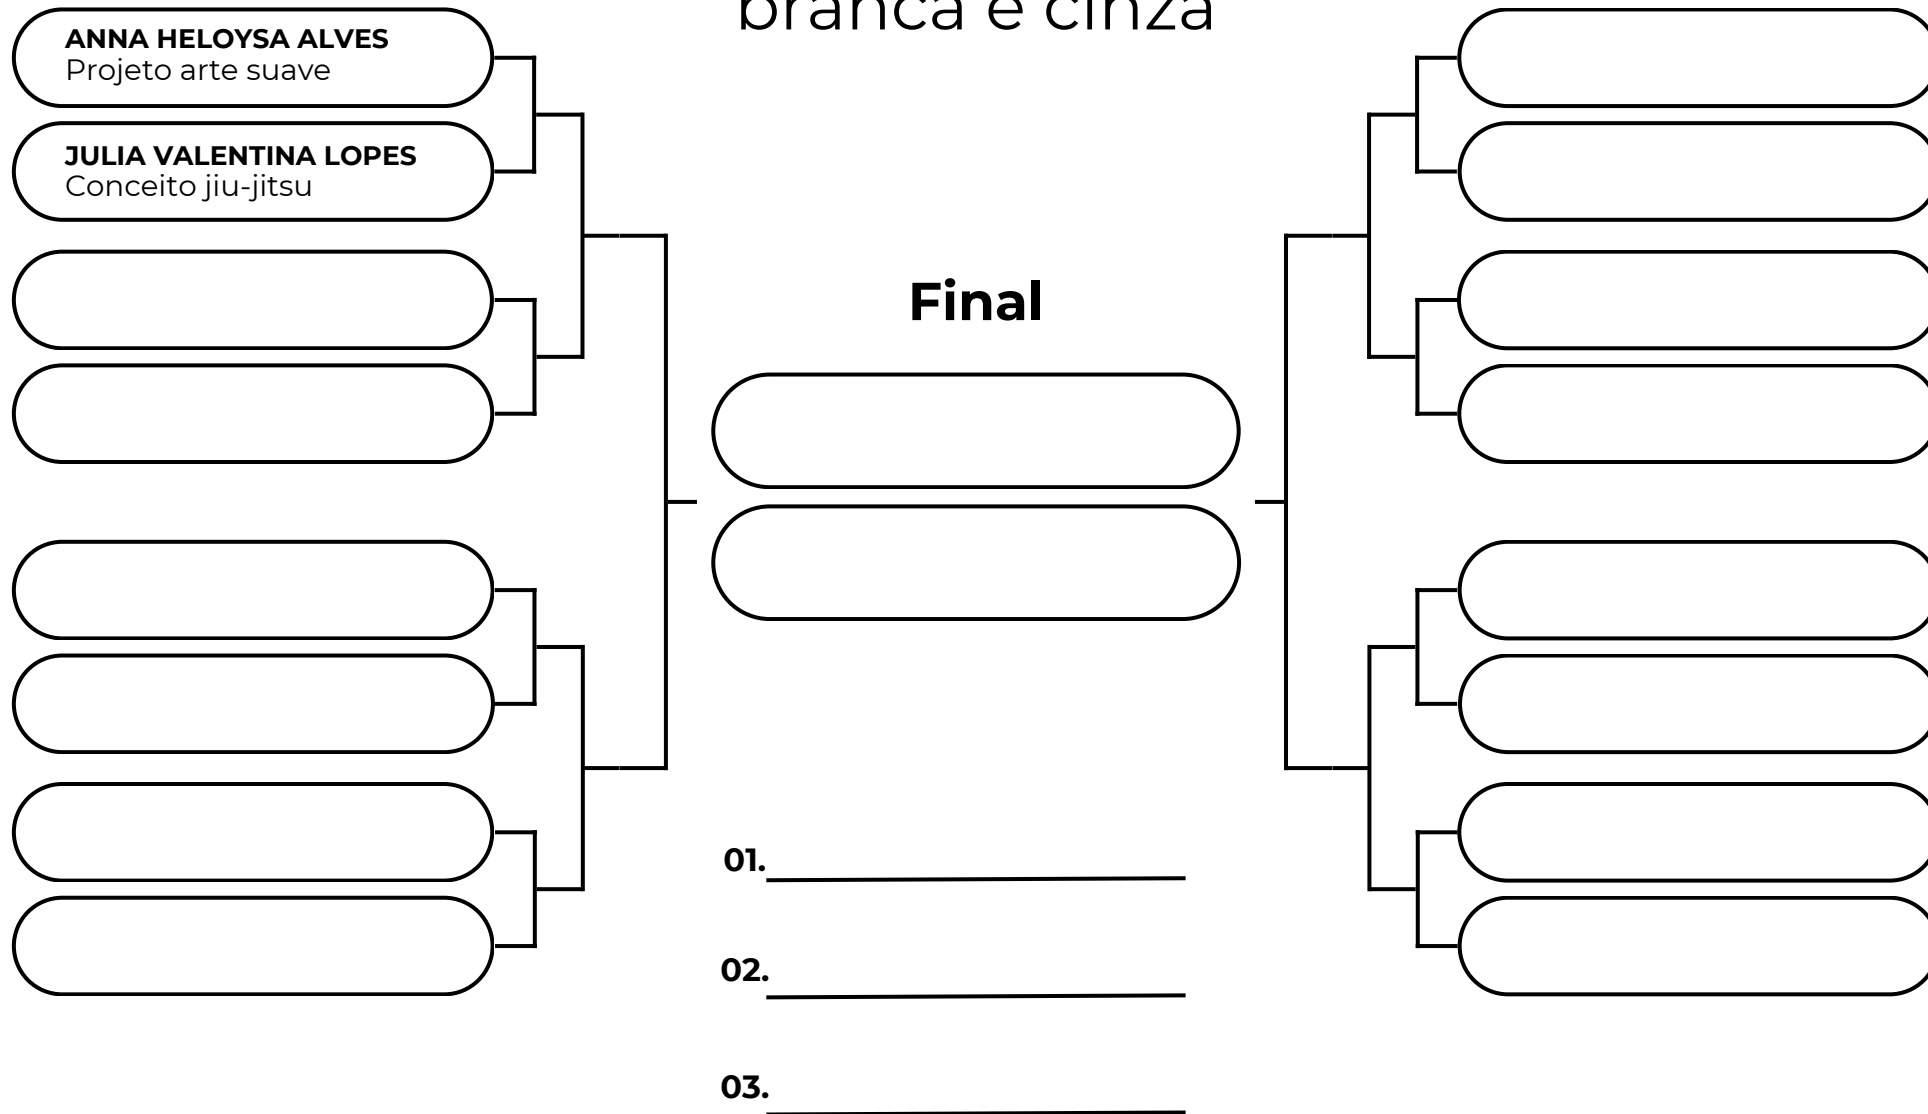 branca e cinza
ANNA HELOYSA ALVES
Projeto arte suave
JULIA VALENTINA LOPES
Conceito jiu-jitsu
Final
01.
02.
03.